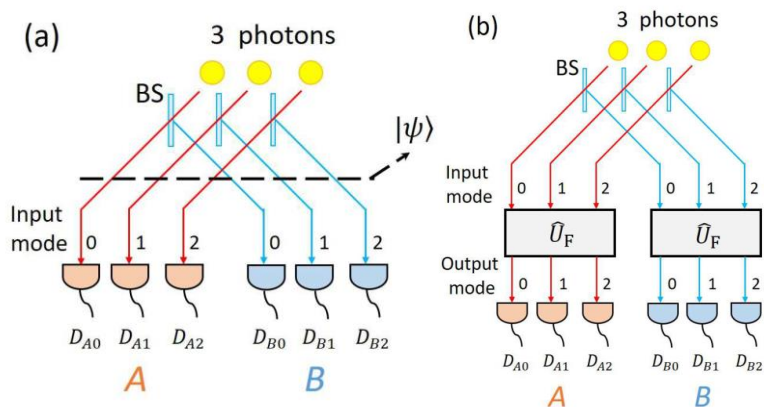 (a)
3 photons
BS
|ψ⟩
Input
mode
0 1 2 0 1 2
D_A0 D_A1 D_A2 D_B0 D_B1 D_B2
A B
(b)
3 photons
BS
Input
mode
0 1 2 0 1 2
Û_F Û_F
Output
mode
0 1 2 0 1 2
D_A0 D_A1 D_A2 D_B0 D_B1 D_B2
A B